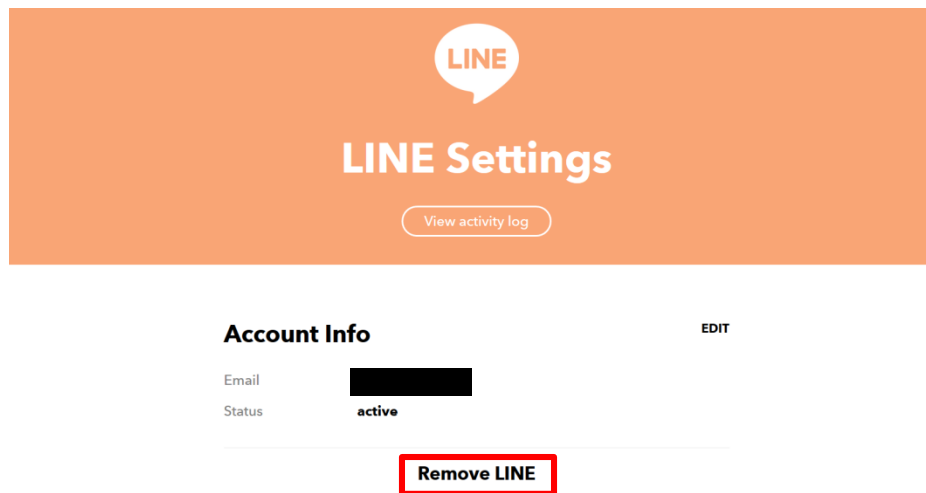 LINE
LINE Settings
View activity log
Account Info
EDIT
Email
Status active
Remove LINE